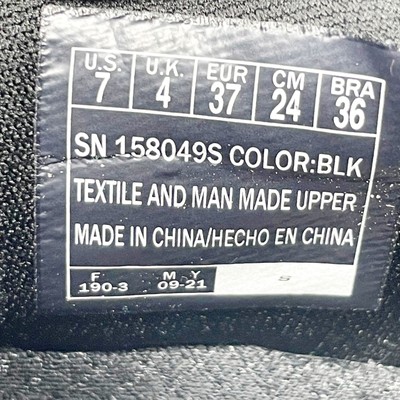 U.S. U.K. EUR CM BRA
7 4 37 24 36
SN 158049S COLOR:BLK
TEXTILE AND MAN MADE UPPER
MADE IN CHINA/HECHO EN CHINA
F M Y S
190-3 09-21